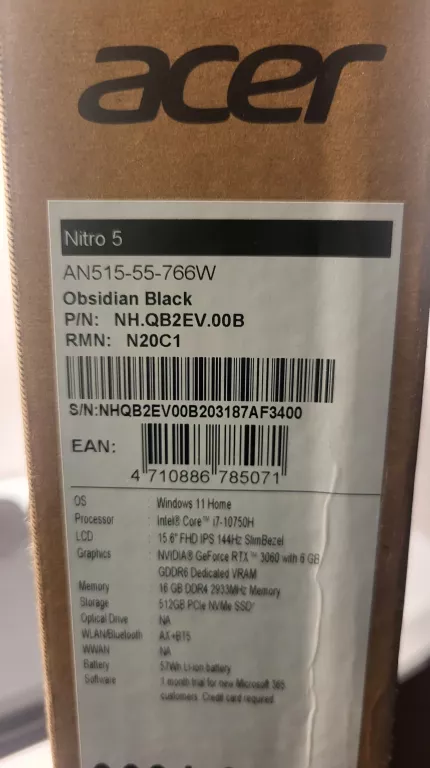 acer
Nitro 5
AN515-55-766W
Obsidian Black
P/N: NH.QB2EV.00B
RMN: N20C1
S/N:NHQB2EV00B203187AF3400
EAN:
4 710886 785071
OS Windows 11 Home
Processor : Intel® Core™ i7-10750H
LCD : 15.6" FHD IPS 144Hz SlimBezel
Graphics : NVIDIA® GeForce RTX™ 3060 with 6 GB
GDDR6 Dedicated VRAM
Memory : 16 GB DDR4 2933MHz Memory
Storage : 512GB PCIe NVMe SSD*
Optical Drive : NA
WLAN/Bluetooth : AX+BT5
WWAN : NA
Battery : 57Wh Li-ion battery
Software : 1 month trial for new Microsoft 365
customers. Credit card required